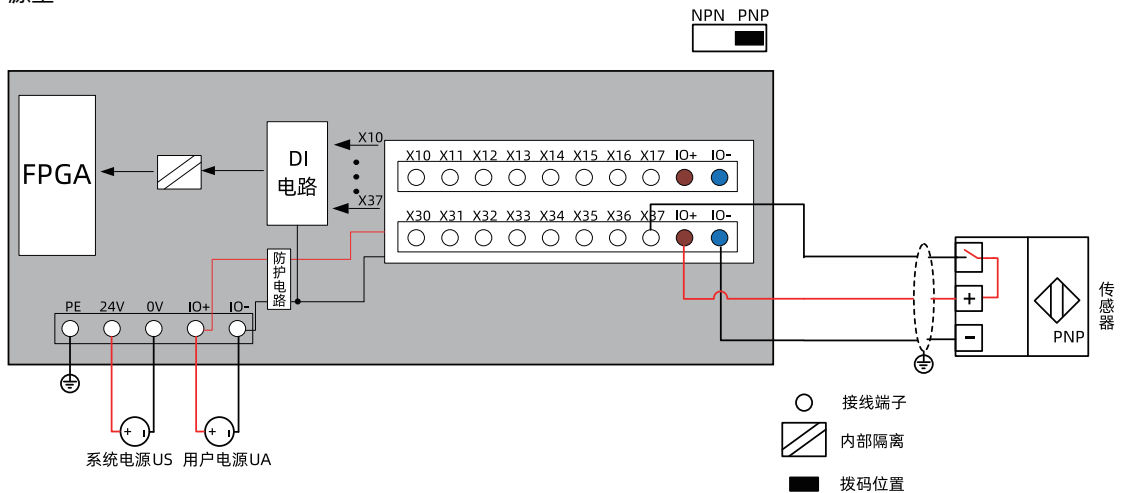 NPN PNP
FPGA
DI
电路
X10
X37
X10 X11 X12 X13 X14 X15 X16 X17 IO+ IO-
X30 X31 X32 X33 X34 X35 X36 X37 IO+ IO-
防护电路
PE 24V 0V IO+ IO-
+
-
PNP
传感器
+ -
+ -
系统电源US 用户电源UA
接线端子
内部隔离
拨码位置